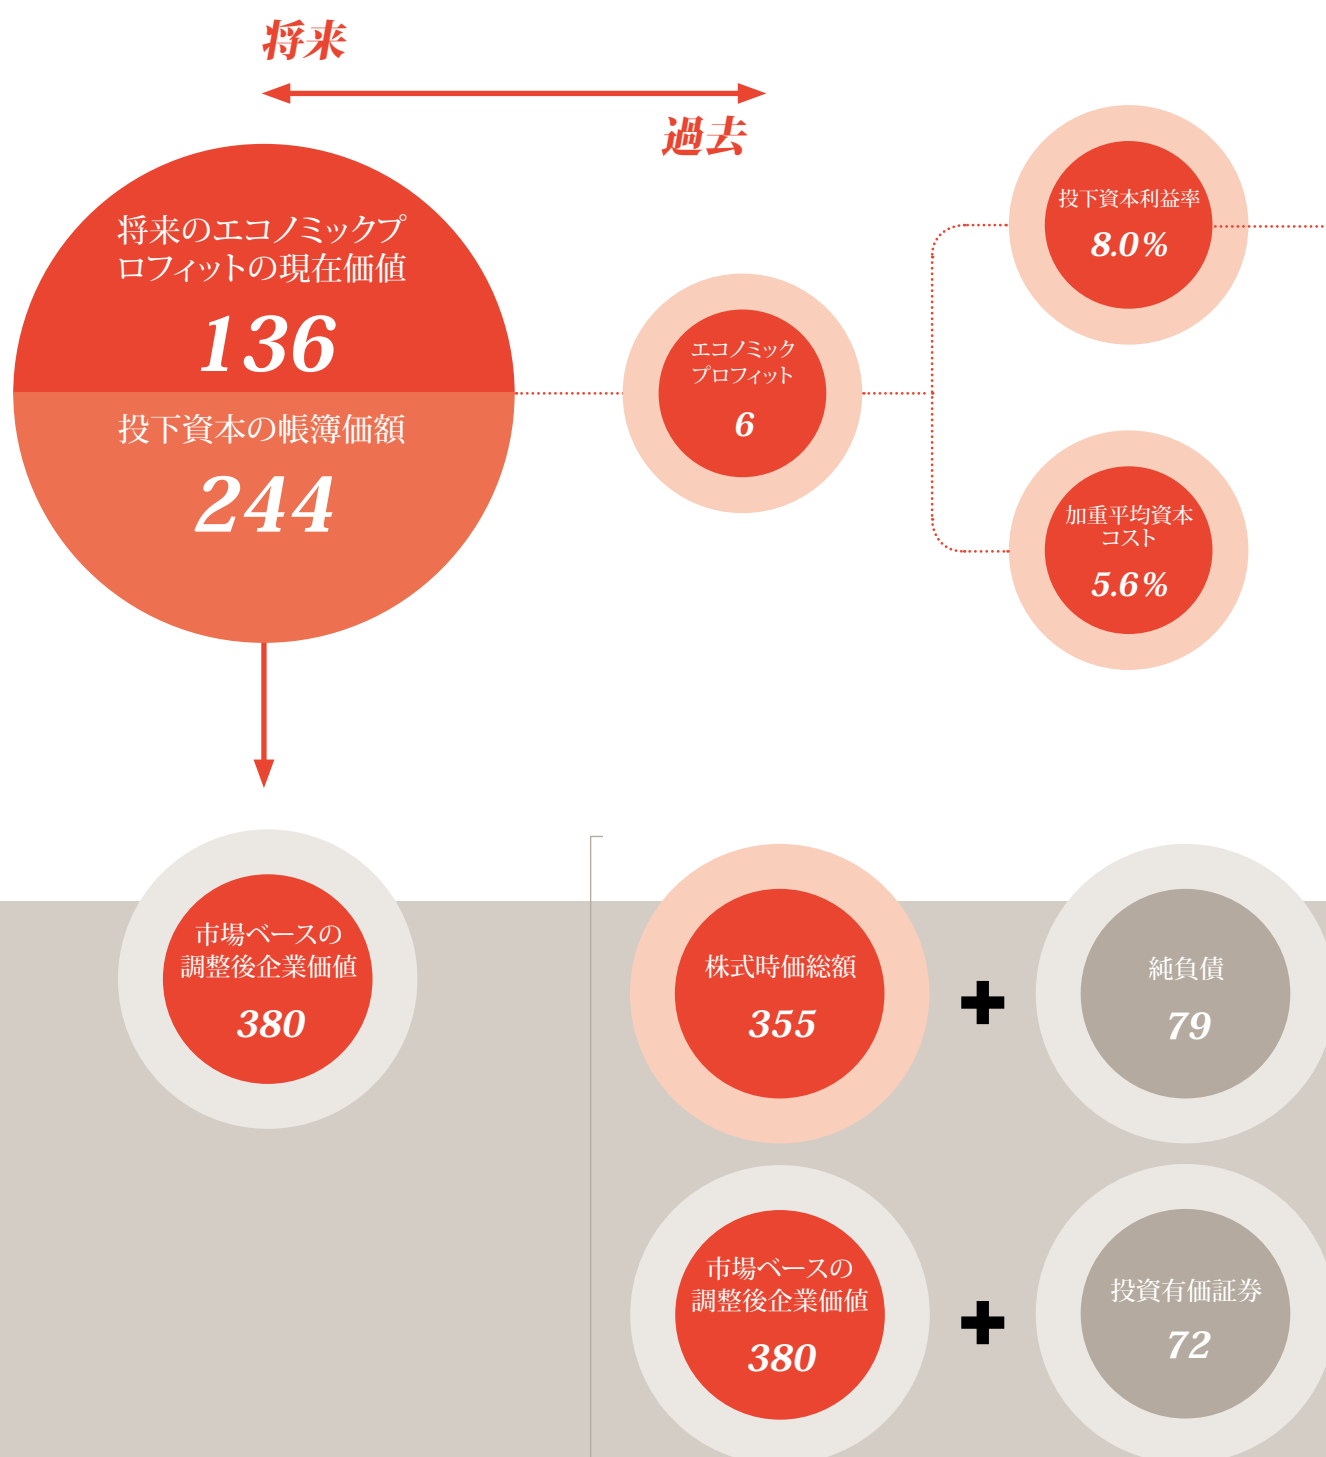 将来
過去
将来のエコノミックプ
ロフィットの現在価値
136
投下資本の帳簿価額
244
エコノミック
プロフィット
6
投下資本利益率
8.0%
加重平均資本
コスト
5.6%
市場ベースの
調整後企業価値
380
株式時価総額
355
+
純負債
79
市場ベースの
調整後企業価値
380
+
投資有価証券
72